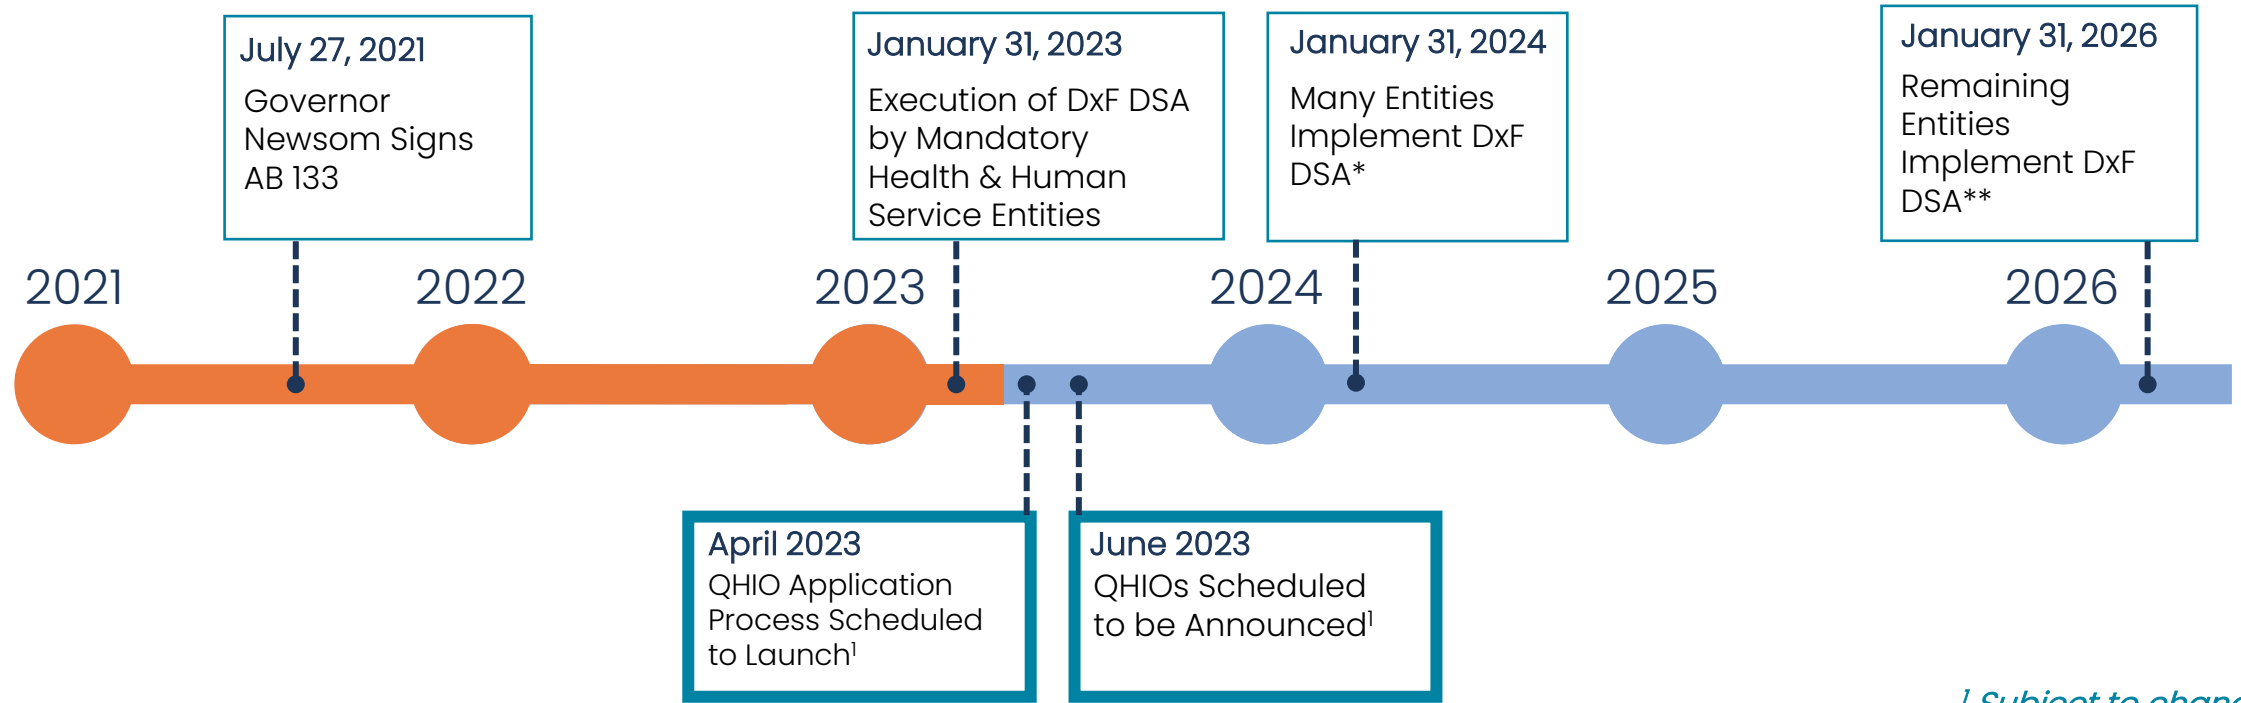 July 27, 2021
Governor
Newsom Signs
AB 133
January 31, 2023
Execution of DxF DSA
by Mandatory
Health & Human
Service Entities
January 31, 2024
Many Entities
Implement DxF
DSA*
January 31, 2026
Remaining
Entities
Implement DxF
DSA**
2021
2022
2023
2024
2025
2026
April 2023
QHIO Application
Process Scheduled
to Launch¹
June 2023
QHIOs Scheduled
to be Announced¹
¹ Subject to